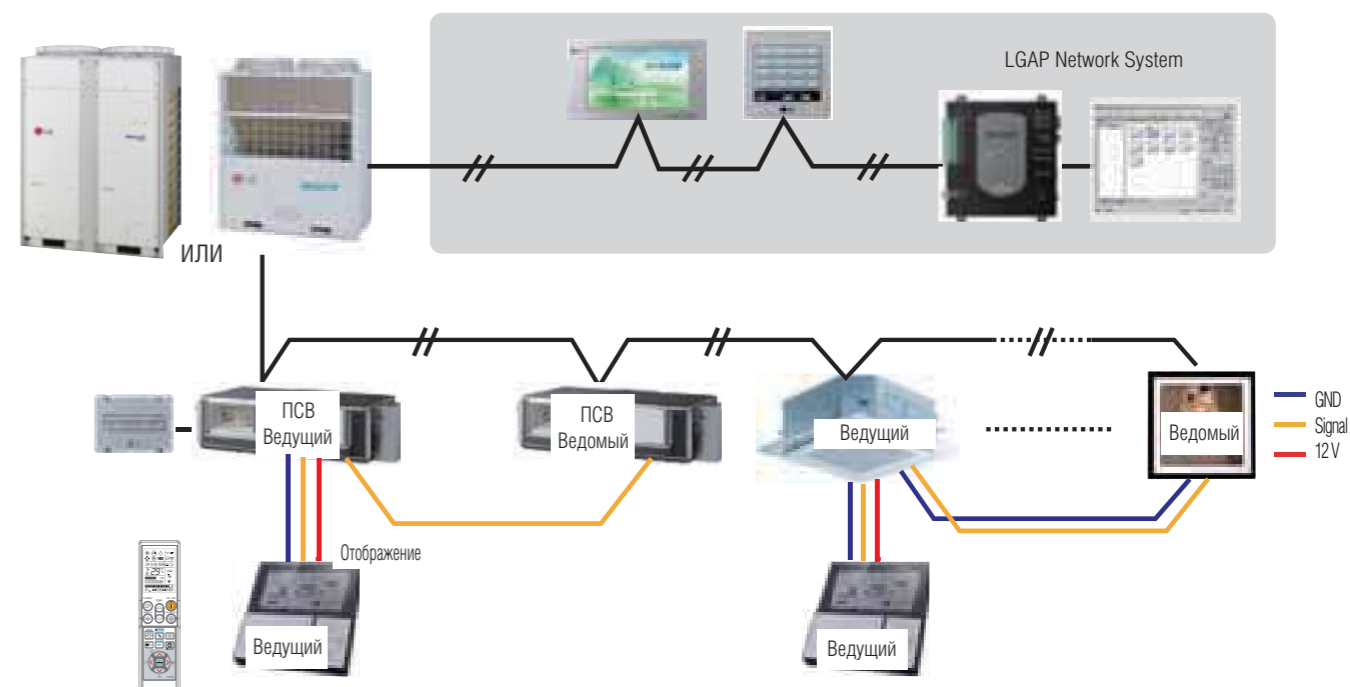 LGAP Network System
ИЛИ
ПСВ
Ведущий
ПСВ
Ведомый
Ведущий
Ведомый
GND
Signal
12 V
Отображение
Ведущий
Ведущий